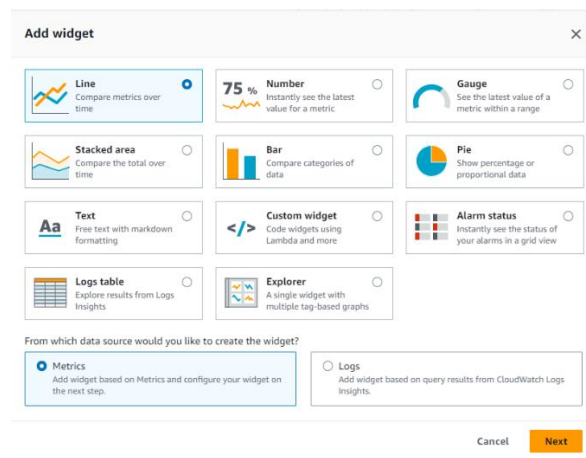 Add widget
Line
Compare metrics over
time
75 %
Number
Instantly see the latest
value for a metric
Gauge
See the latest value of a
metric within a range
Stacked area
Compare the total over
time
Bar
Compare categories of
data
Pie
Show percentage or
proportional data
Aa
Text
Free text with markdown
formatting
</>
Custom widget
Code widgets using
Lambda and more
Alarm status
Instantly see the status of
your alarms in a grid view
Logs table
Explore results from Logs
Insights
Explorer
A single widget with
multiple tag-based graphs
From which data source would you like to create the widget?
Metrics
Add widget based on Metrics and configure your widget on
the next step.
Logs
Add widget based on query results from CloudWatch Logs
Insights.
Cancel
Next